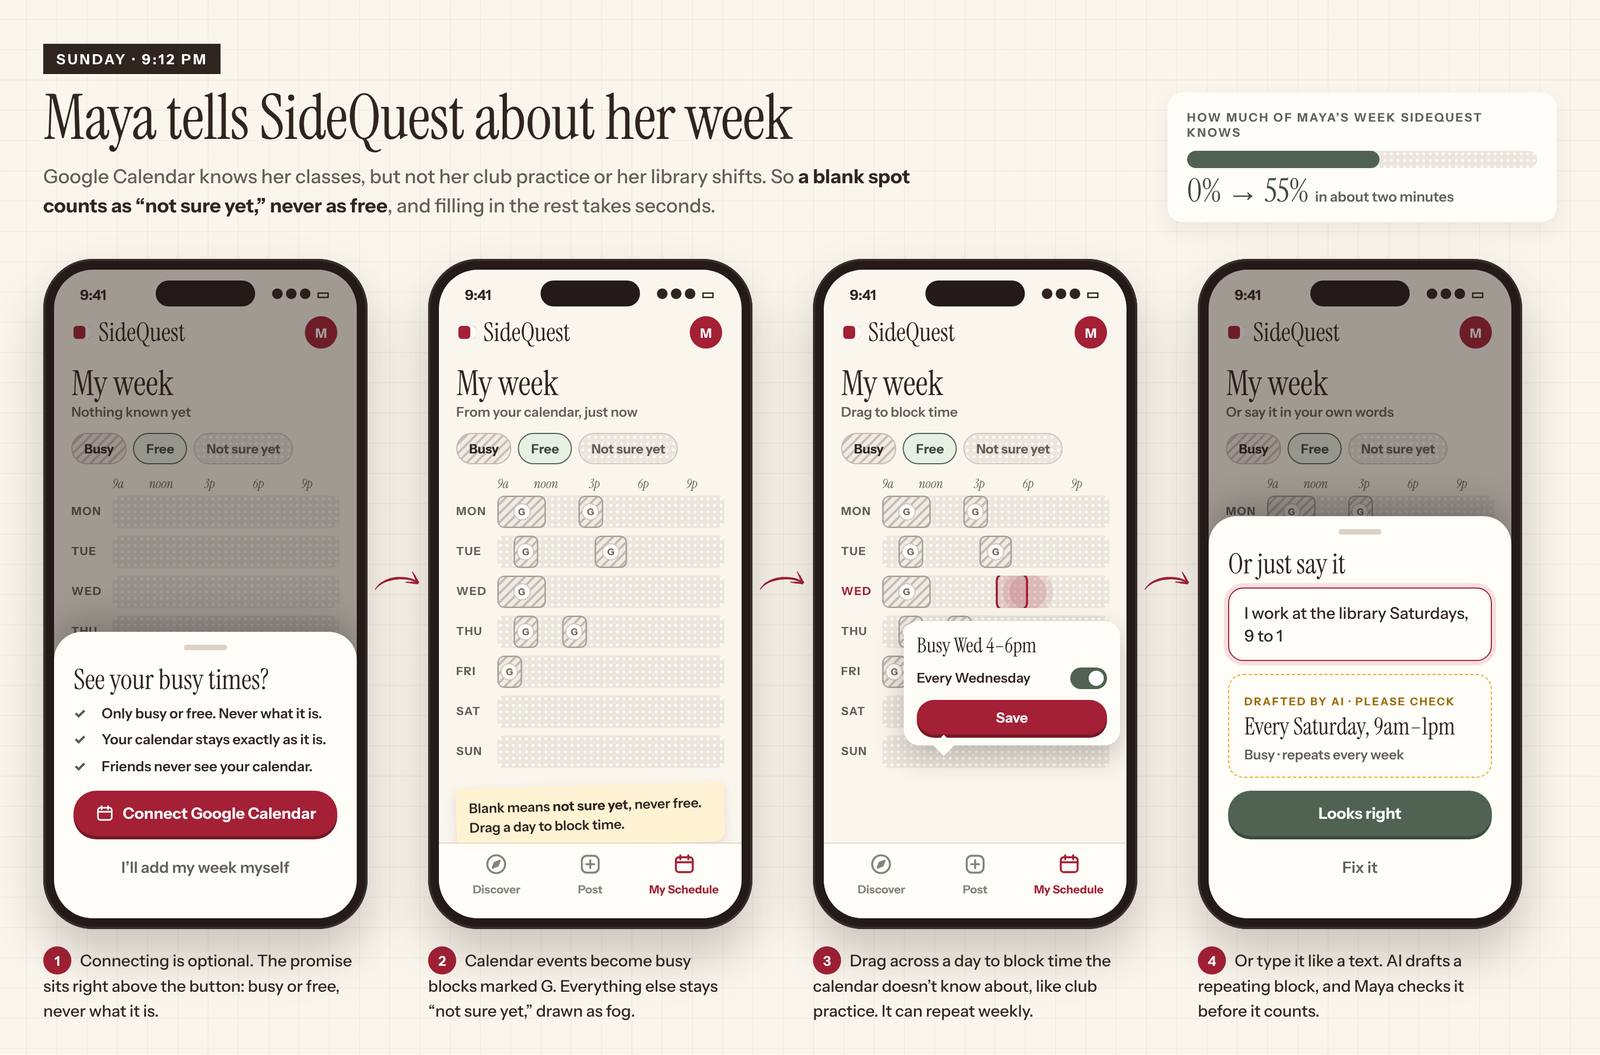 SUNDAY · 9:12 PM
Maya tells SideQuest about her week
Google Calendar knows her classes, but not her club practice or her library shifts. So a blank spot
counts as “not sure yet,” never as free, and filling in the rest takes seconds.
HOW MUCH OF MAYA’S WEEK SIDEQUEST
KNOWS
0% → 55% in about two minutes
9:41
SideQuest
M
My week
Nothing known yet
Busy
Free
Not sure yet
9a noon 3p 6p 9p
MON
TUE
WED
THU
See your busy times?
✓ Only busy or free. Never what it is.
✓ Your calendar stays exactly as it is.
✓ Friends never see your calendar.
Connect Google Calendar
I’ll add my week myself
9:41
SideQuest
M
My week
From your calendar, just now
Busy
Free
Not sure yet
9a noon 3p 6p 9p
MON G G
TUE G G
WED G
THU G G
FRI G
SAT
SUN
Blank means not sure yet, never free.
Drag a day to block time.
Discover
Post
My Schedule
9:41
SideQuest
M
My week
Drag to block time
Busy
Free
Not sure yet
9a noon 3p 6p 9p
MON G G
TUE G G
WED G
THU
FRI G
SAT
SUN
Busy Wed 4–6pm
Every Wednesday
Save
Discover
Post
My Schedule
9:41
SideQuest
M
My week
Or say it in your own words
Busy
Free
Not sure yet
9a noon 3p 6p 9p
MON G G
Or just say it
I work at the library Saturdays,
9 to 1
DRAFTED BY AI · PLEASE CHECK
Every Saturday, 9am–1pm
Busy · repeats every week
Looks right
Fix it
1 Connecting is optional. The promise
sits right above the button: busy or free,
never what it is.
2 Calendar events become busy
blocks marked G. Everything else stays
“not sure yet,” drawn as fog.
3 Drag across a day to block time the
calendar doesn’t know about, like club
practice. It can repeat weekly.
4 Or type it like a text. AI drafts a
repeating block, and Maya checks it
before it counts.